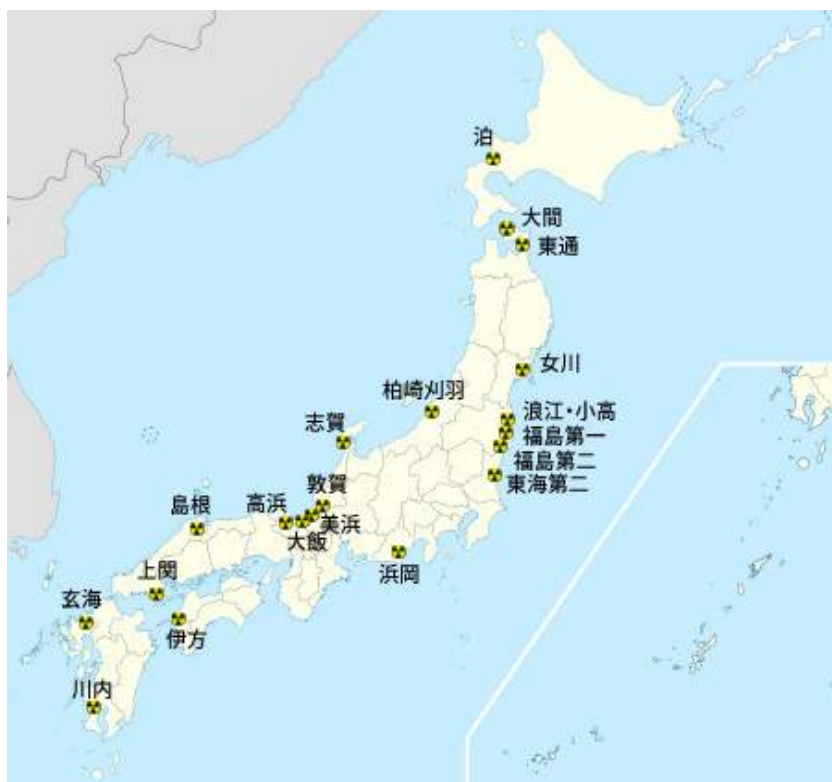 泊
大間
東通
女川
柏崎刈羽
浪江・小高
志賀
福島第一
福島第二
東海第二
敦賀
島根
高浜
美浜
大飯
浜岡
上関
玄海
伊方
川内